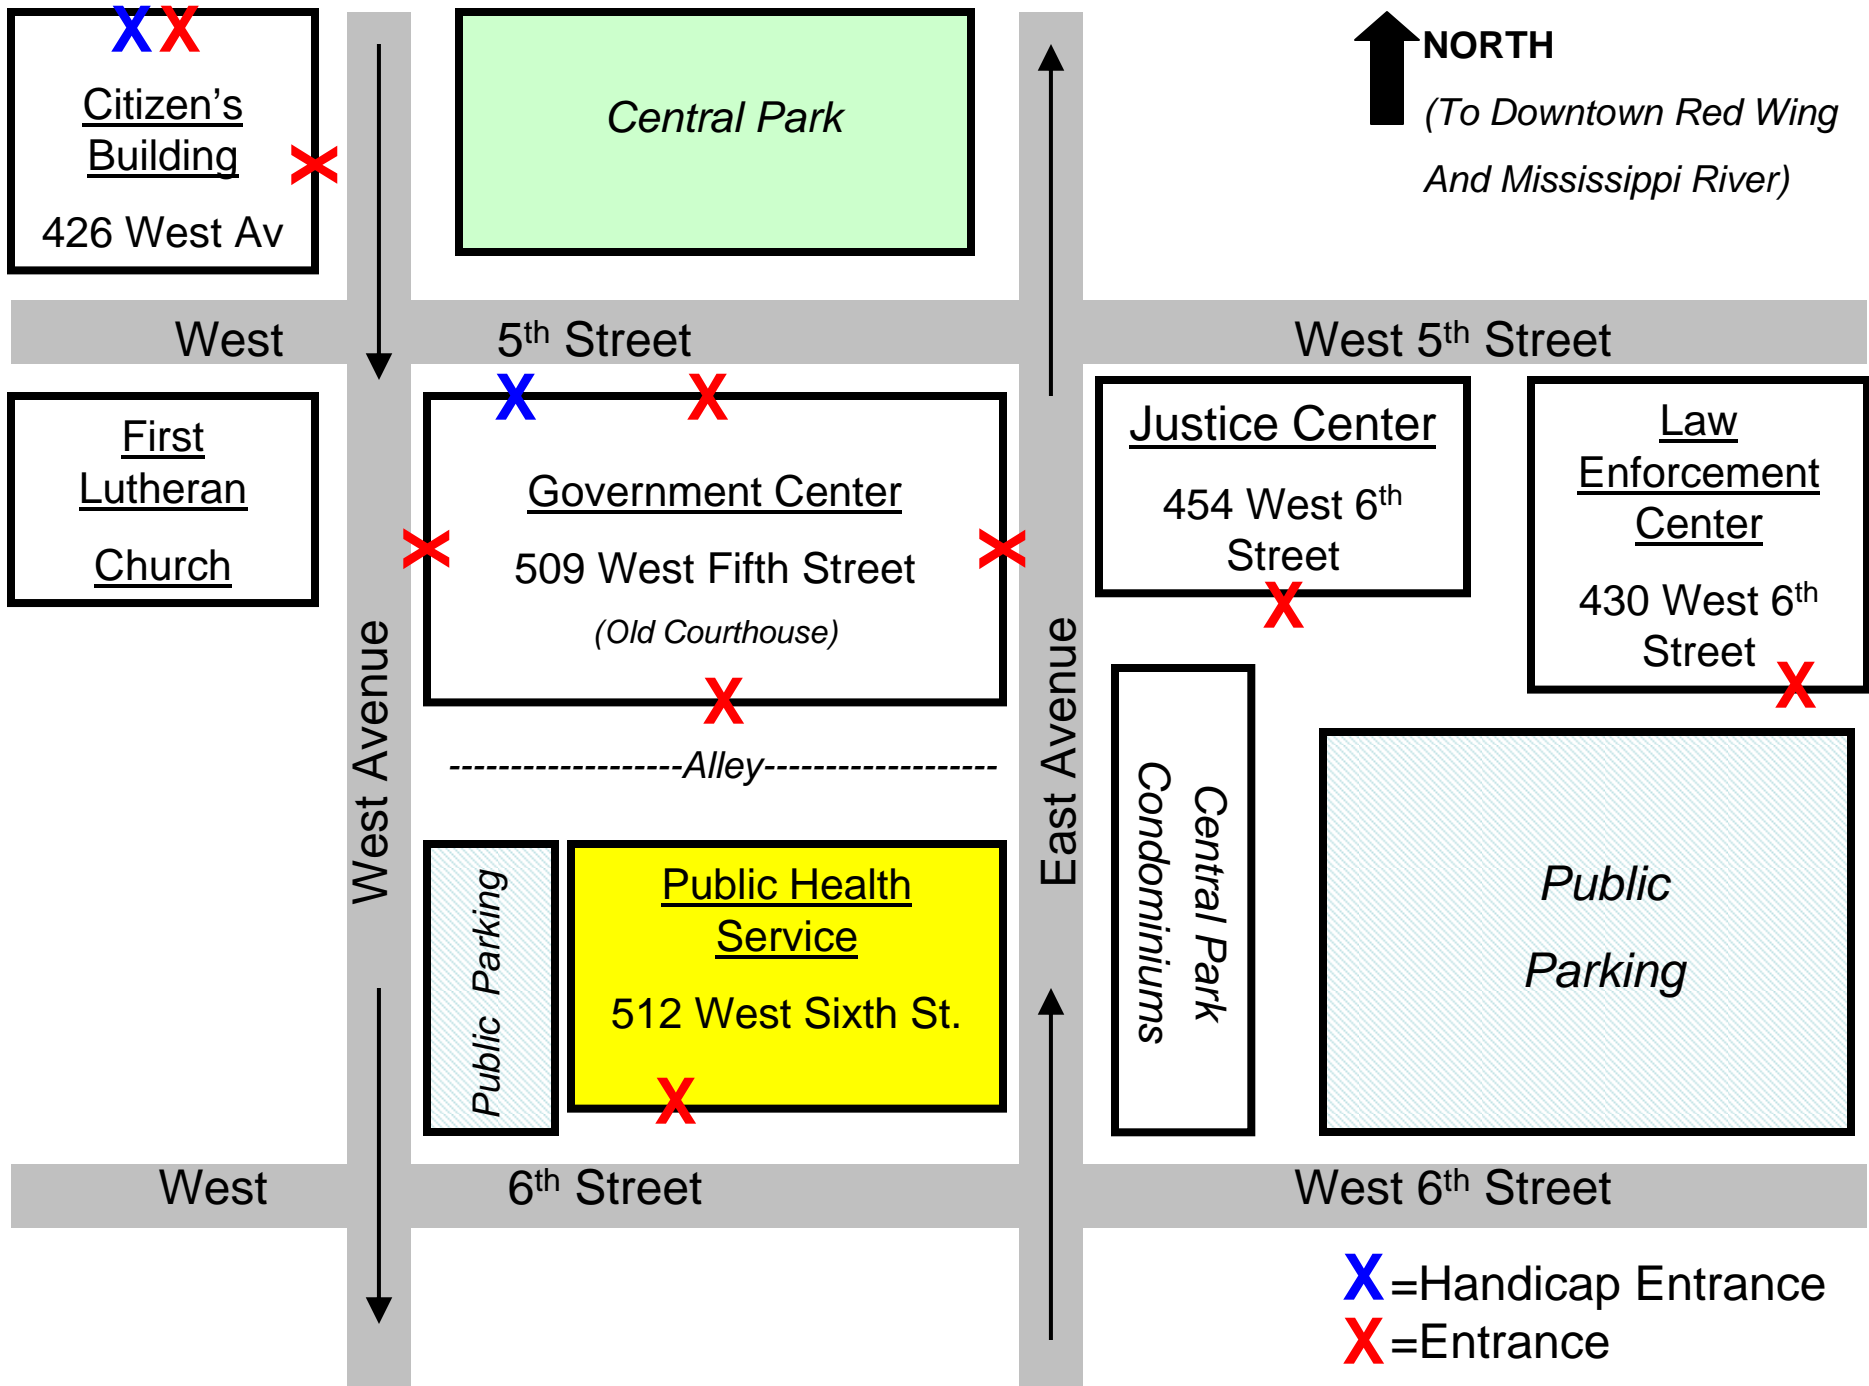 X X
Citizen's
Building
426 West Av
X
Central Park
NORTH
(To Downtown Red Wing
And Mississippi River)
West 5th Street
West 5th Street
First
Lutheran
Church
X X
Government Center
509 West Fifth Street
(Old Courthouse)
X X
X
Justice Center
454 West 6th
Street
X
Law
Enforcement
Center
430 West 6th
Street
X
West Avenue
-------------------Alley-------------------
East Avenue
Public Parking
Public Health
Service
512 West Sixth St.
X
Central Park
Condominiums
Public
Parking
West 6th Street
West 6th Street
X =Handicap Entrance
X =Entrance